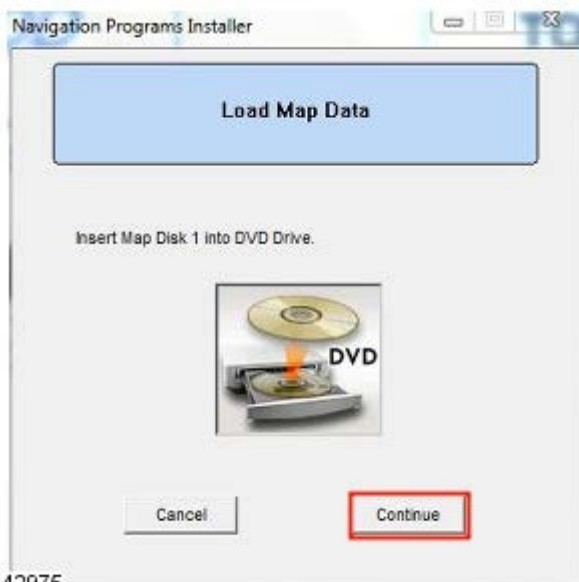 Navigation Programs Installer
Load Map Data
Insert Map Disk 1 into DVD Drive.
DVD
Cancel
Continue